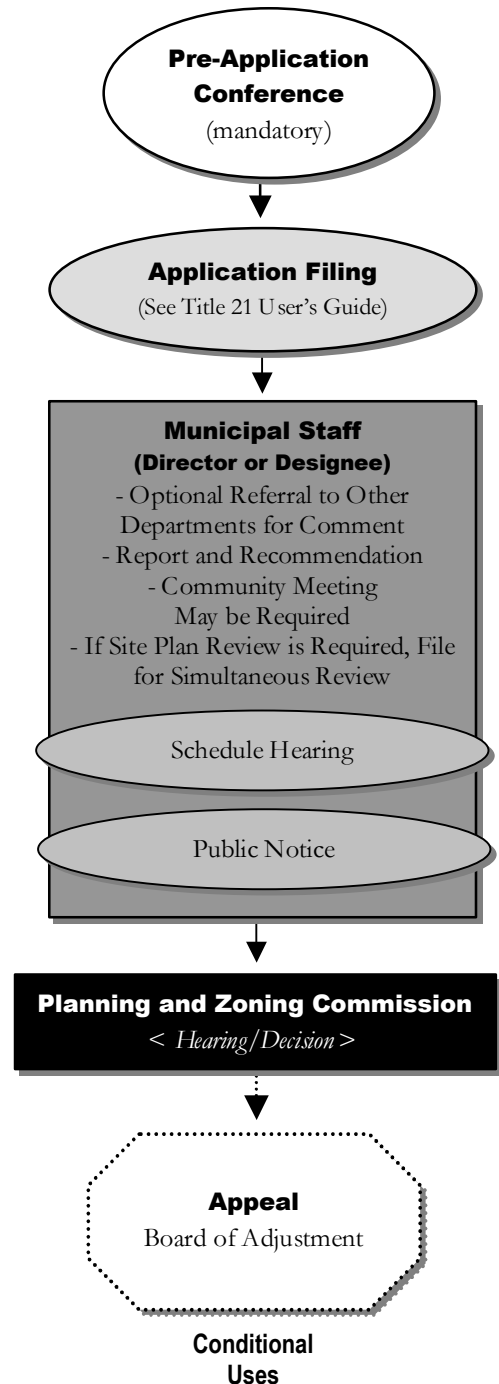 Pre-Application
Conference
(mandatory)
Application Filing
(See Title 21 User’s Guide)
Municipal Staff
(Director or Designee)
- Optional Referral to Other
Departments for Comment
- Report and Recommendation
- Community Meeting
May be Required
- If Site Plan Review is Required, File
for Simultaneous Review
Schedule Hearing
Public Notice
Planning and Zoning Commission
< Hearing/Decision >
Appeal
Board of Adjustment
Conditional
Uses